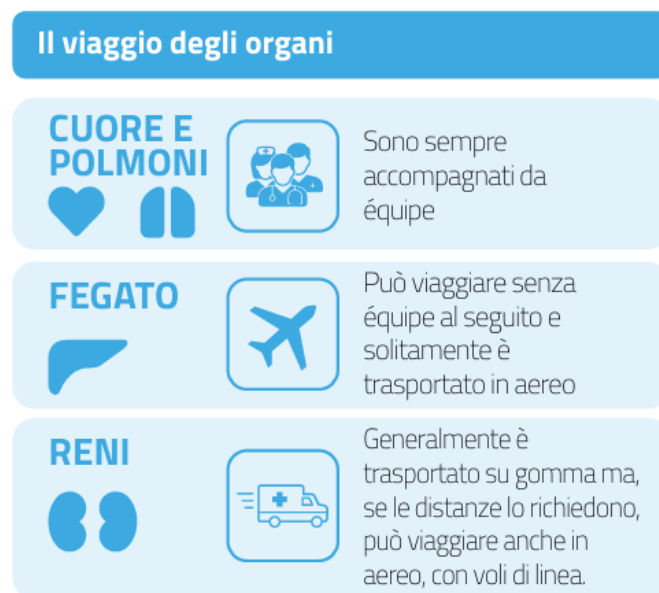 Il viaggio degli organi
CUORE E
POLMONI
Sono sempre
accompagnati da
équipe
FEGATO
Può viaggiare senza
équipe al seguito e
solitamente è
trasportato in aereo
RENI
Generalmente è
trasportato su gomma ma,
se le distanze lo richiedono,
può viaggiare anche in
aereo, con voli di linea.